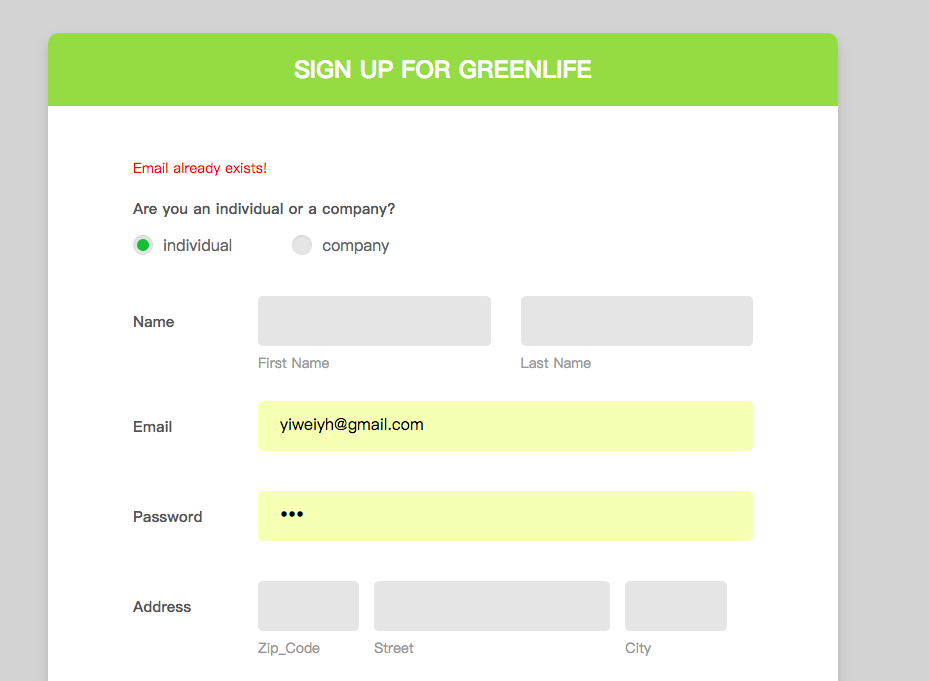 SIGN UP FOR GREENLIFE
Email already exists!
Are you an individual or a company?
individual company
Name
First Name Last Name
Email yiweiyh@gmail.com
Password •••
Address
Zip_Code Street City